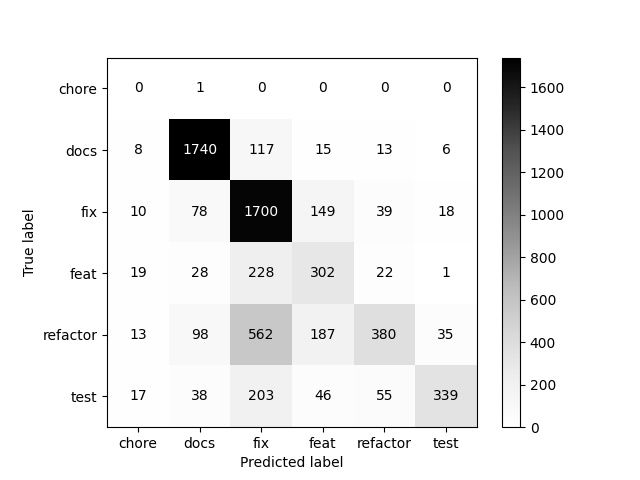 chore 0 1 0 0 0 0
docs 8 1740 117 15 13 6
fix 10 78 1700 149 39 18
feat 19 28 228 302 22 1
refactor 13 98 562 187 380 35
test 17 38 203 46 55 339
chore docs fix feat refactor test
Predicted label
True label
1600
1400
1200
1000
800
600
400
200
0